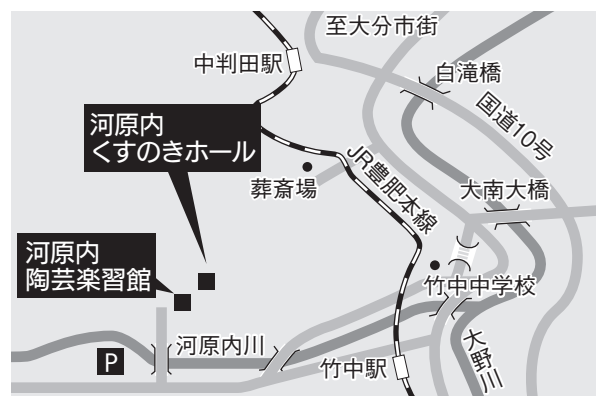 至大分市街
中判田駅
白滝橋
国道10号
河原内
くすのきホール
JR豊肥本線
葬斎場
大南大橋
河原内
陶芸楽習館
竹中中学校
P
河原内川
竹中駅
大野川